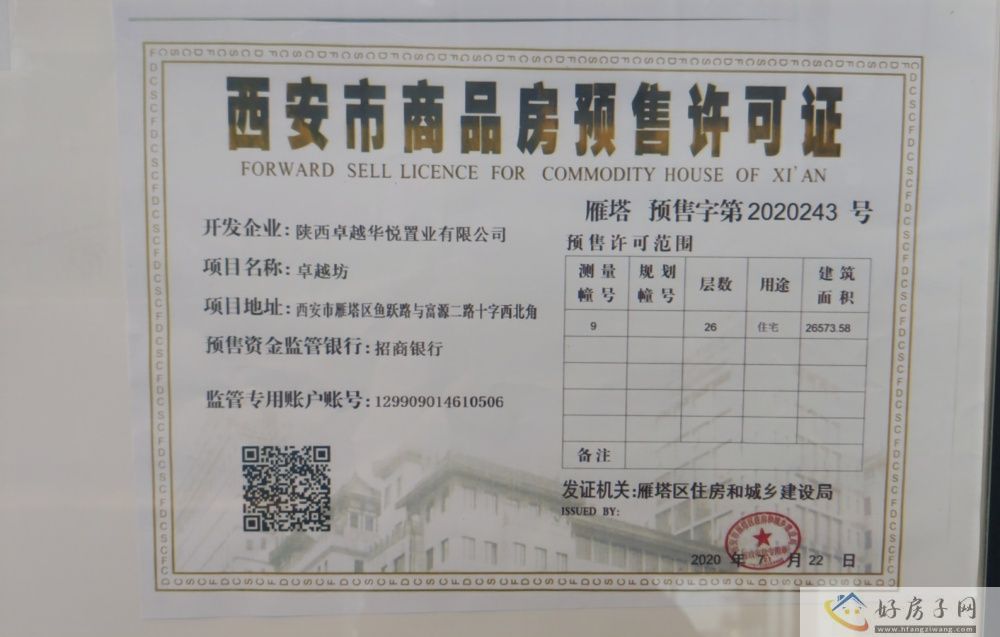 西安市商品房预售许可证
FORWARD SELL LICENCE FOR COMMODITY HOUSE OF XI'AN
雁塔 预售字第2020243 号
开发企业:陕西卓越华悦置业有限公司
项目名称:卓越坊
项目地址:西安市雁塔区鱼跃路与富源二路十字西北角
预售资金监管银行:招商银行
监管专用账户账号:129909014610506
预售许可范围
测量幢号 规划幢号 层数 用途 建筑面积
9 26 住宅 26573.58
备注
发证机关:雁塔区住房和城乡建设局
ISSUED BY:
2020 年 7 月 22 日
好房子网
www.hfangziwang.com